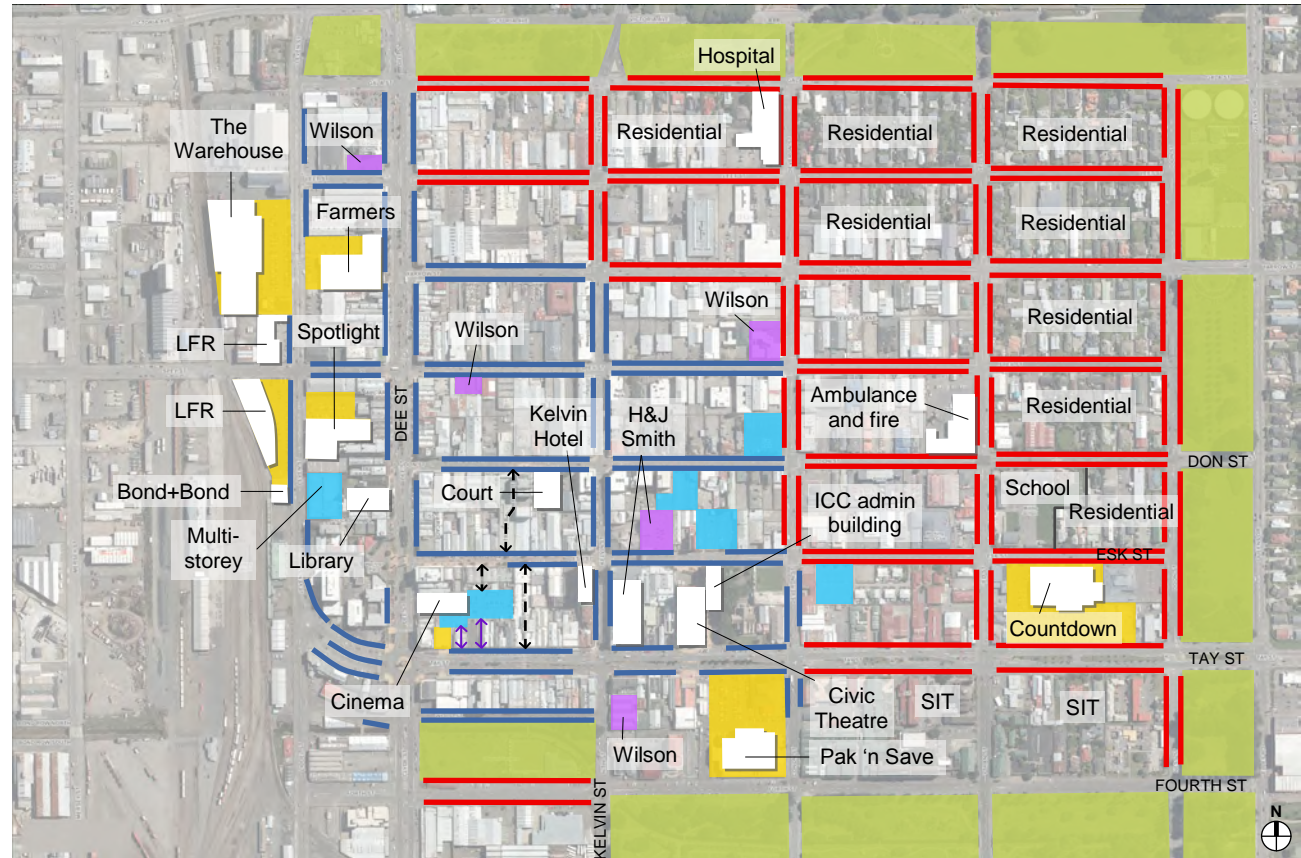 Hospital
The
Warehouse
Wilson
Residential
Residential
Residential
Farmers
Residential
Residential
Wilson
Residential
LFR
Spotlight
Wilson
LFR
DEE ST
Kelvin
Hotel
H&J
Smith
Ambulance
and fire
Residential
DON ST
Bond+Bond
Court
ICC admin
building
School
Residential
Multi-
storey
Library
ESK ST
Countdown
TAY ST
Cinema
Civic
Theatre
SIT
SIT
Wilson
Pak ‘n Save
FOURTH ST
KELVIN ST
N